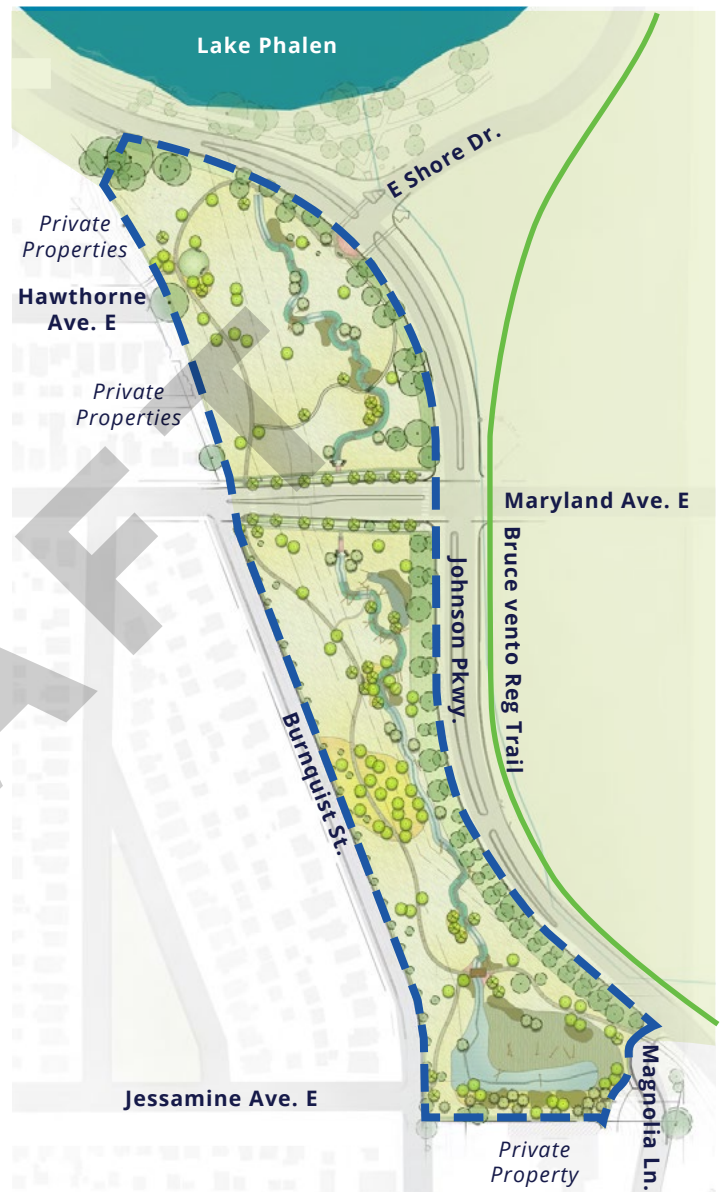 Lake Phalen
E Shore Dr.
Private
Properties
Hawthorne
Ave. E
Private
Properties
Maryland Ave. E
Johnson Pkwy.
Bruce vento Reg Trail
Burnquist St.
Jessamine Ave. E
Magnolia Ln.
Private
Property
AFT